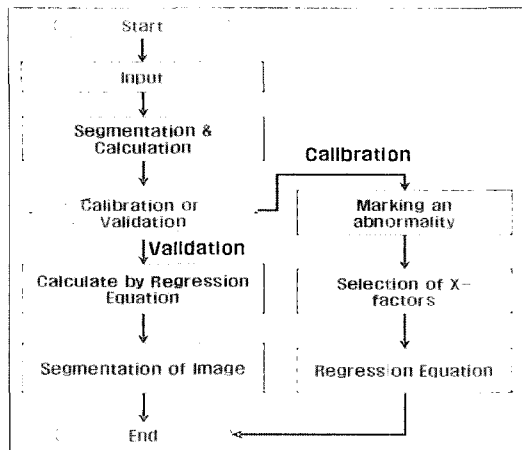 Start
Input
Segmentation &
Calculation
Calibration
Calibration or
Validation
Marking an
abnormality
Validation
Calculate by Regression
Equation
Selection of X-
factors
Segmentation of Image
Regression Equation
End